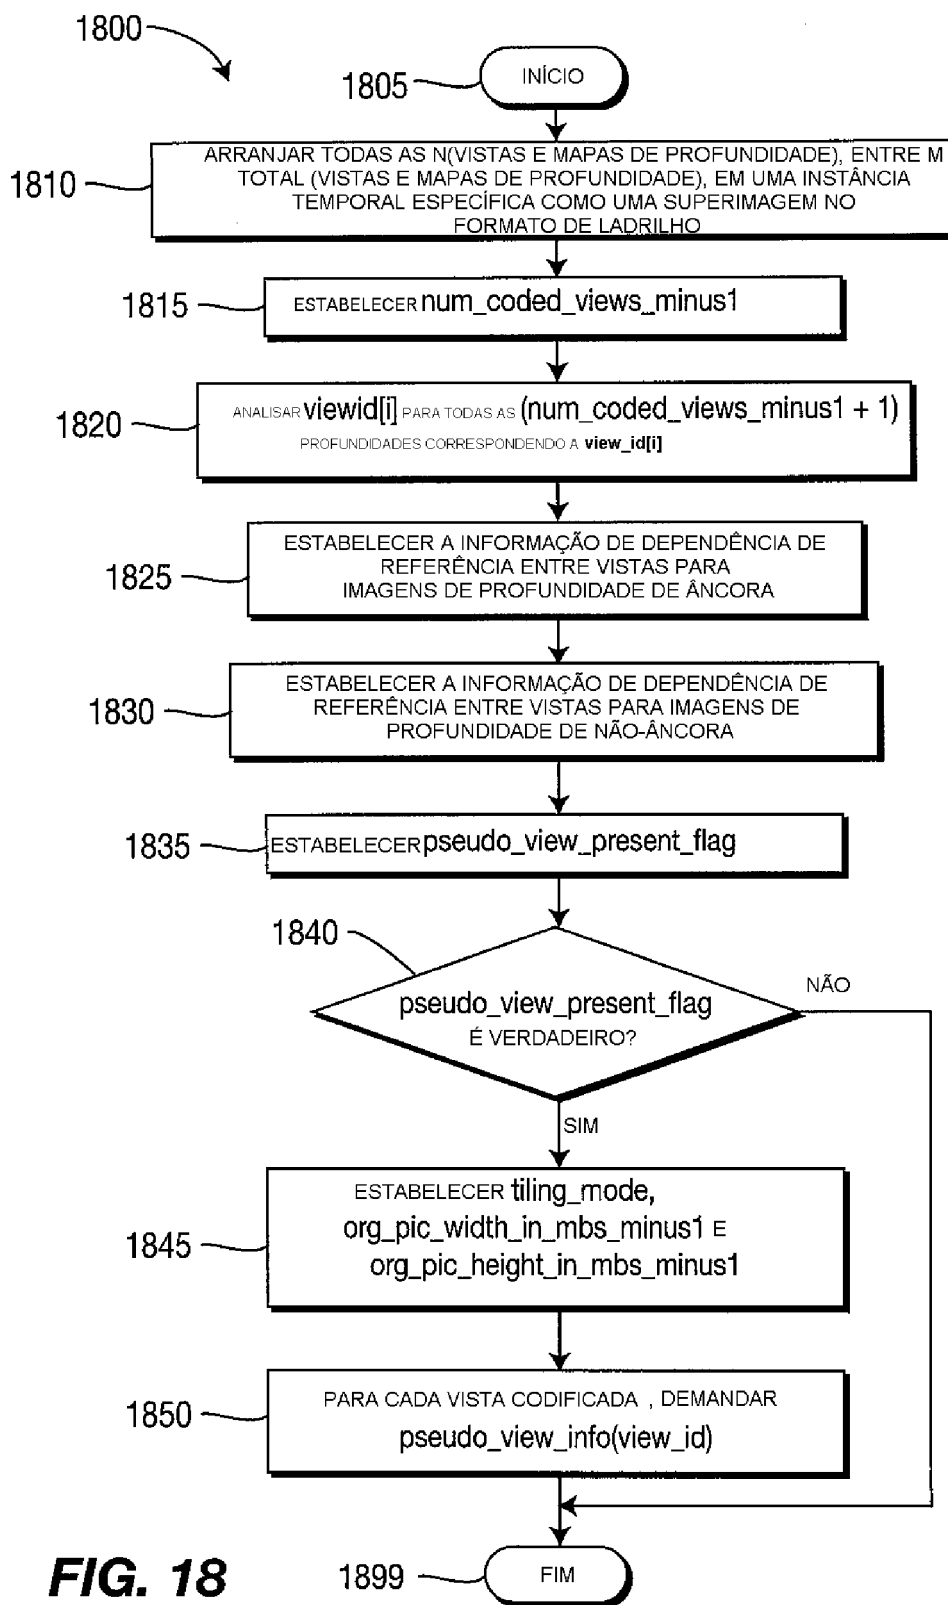 1800
1805
INÍCIO
1810
ARRANJAR TODAS AS N(VISTAS E MAPAS DE PROFUNDIDADE), ENTRE M
TOTAL (VISTAS E MAPAS DE PROFUNDIDADE), EM UMA INSTÂNCIA
TEMPORAL ESPECÍFICA COMO UMA SUPERIMAGEM NO
FORMATO DE LADRILHO
1815
ESTABELECER num_coded_views_minus1
1820
ANALISAR viewid[i] PARA TODAS AS (num_coded_views_minus1 + 1)
PROFUNDIDADES CORRESPONDENDO A view_id[i]
1825
ESTABELECER A INFORMAÇÃO DE DEPENDÊNCIA DE
REFERÊNCIA ENTRE VISTAS PARA
IMAGENS DE PROFUNDIDADE DE ÂNCORA
1830
ESTABELECER A INFORMAÇÃO DE DEPENDÊNCIA DE
REFERÊNCIA ENTRE VISTAS PARA IMAGENS DE
PROFUNDIDADE DE NÃO-ÂNCORA
1835
ESTABELECER pseudo_view_present_flag
1840
pseudo_view_present_flag
É VERDADEIRO?
NÃO
SIM
1845
ESTABELECER tiling_mode,
org_pic_width_in_mbs_minus1 E
org_pic_height_in_mbs_minus1
1850
PARA CADA VISTA CODIFICADA , DEMANDAR
pseudo_view_info(view_id)
1899
FIM
FIG. 18